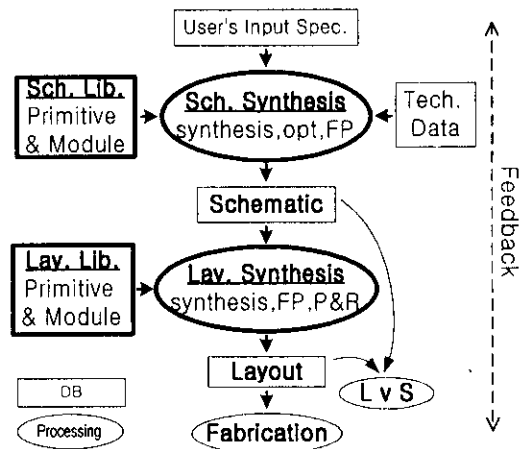 User's Input Spec.
Sch. Lib.
Primitive
& Module
Sch. Synthesis
synthesis,opt,FP
Tech.
Data
Schematic
Lay. Lib.
Primitive
& Module
Lay. Synthesis
synthesis,FP,P&R
Layout
L v S
Fabrication
DB
Processing
Feedback